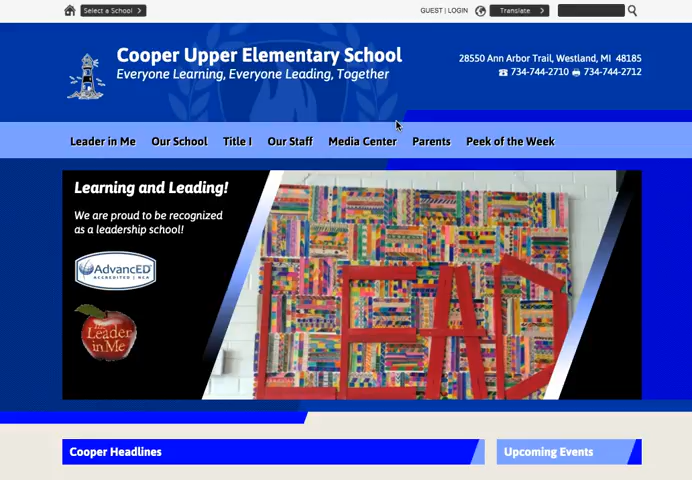 Select a School
GUEST | LOGIN
Translate
Cooper Upper Elementary School
Everyone Learning, Everyone Leading, Together
28550 Ann Arbor Trail, Westland, MI 48185
734-744-2710 734-744-2712
Leader in Me
Our School
Title I
Our Staff
Media Center
Parents
Peek of the Week
Learning and Leading!
We are proud to be recognized
as a leadership school!
AdvancED
ACCREDITED | NCA
The
Leader
in Me
LEAD
Cooper Headlines
Upcoming Events